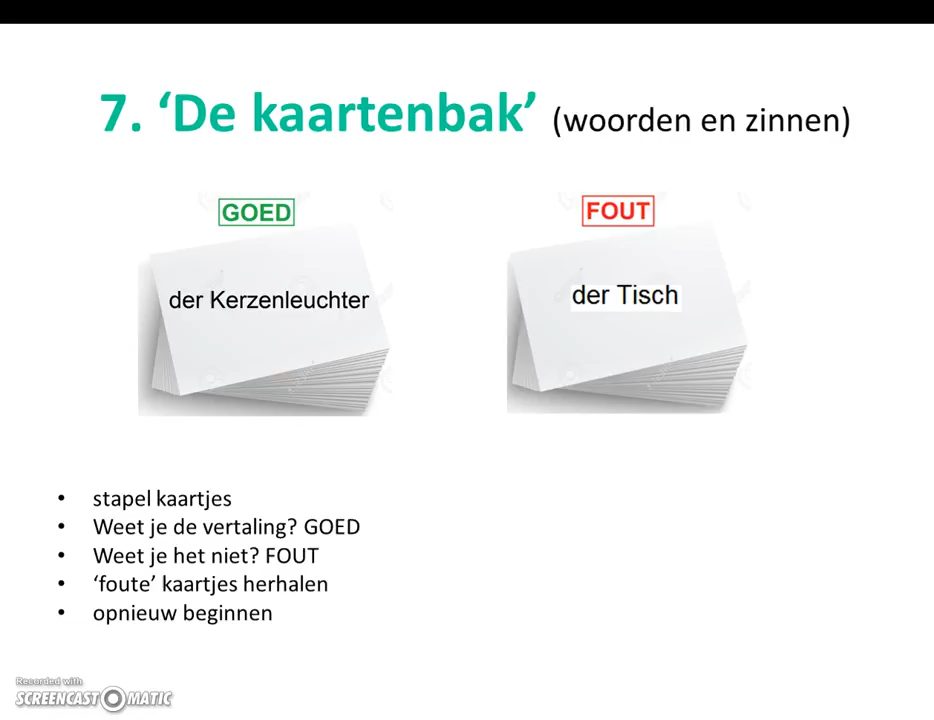 7. ‘De kaartenbak’ (woorden en zinnen)
GOED
FOUT
der Kerzenleuchter
der Tisch
• stapel kaartjes
• Weet je de vertaling? GOED
• Weet je het niet? FOUT
• ‘foute’ kaartjes herhalen
• opnieuw beginnen
Recorded with
SCREENCAST MATIC